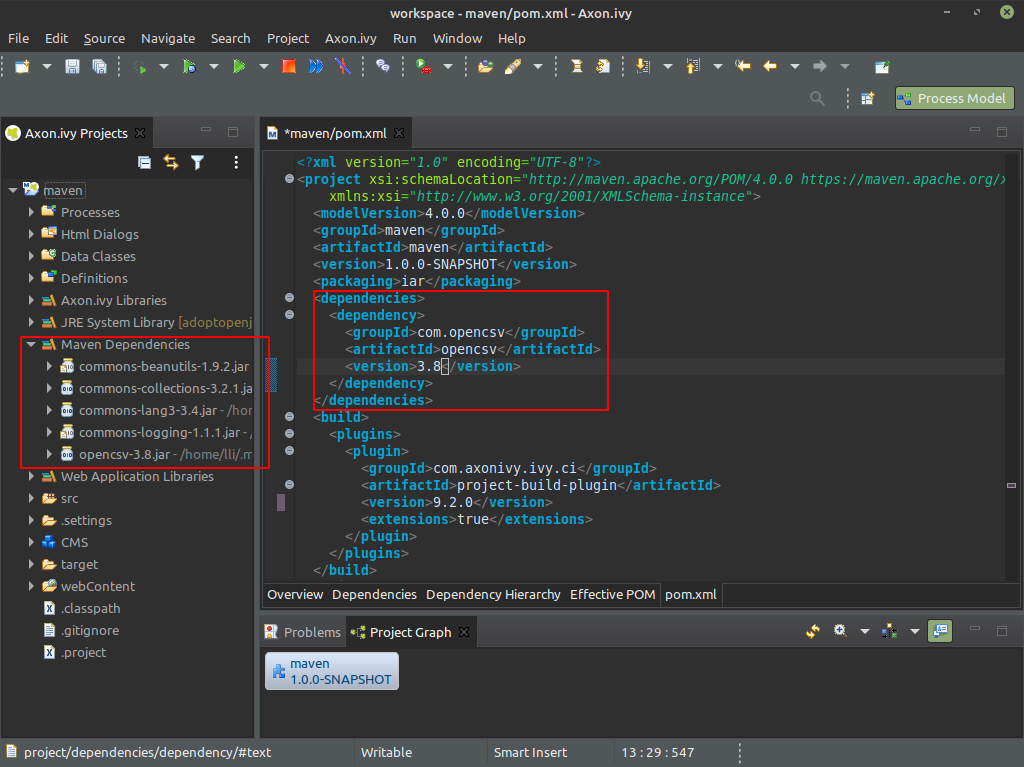 workspace - maven/pom.xml - Axon.ivy
File Edit Source Navigate Search Project Axon.ivy Run Window Help
Process Model
Axon.ivy Projects
maven
Processes
Html Dialogs
Data Classes
Definitions
Axon.ivy Libraries
JRE System Library [adoptopenj
Maven Dependencies
commons-beanutils-1.9.2.jar
commons-collections-3.2.1.ja
commons-lang3-3.4.jar - /hor
commons-logging-1.1.1.jar - /
opencsv-3.8.jar - /home/lli/.m
Web Application Libraries
src
.settings
CMS
target
webContent
.classpath
.gitignore
.project
*maven/pom.xml
<?xml version="1.0" encoding="UTF-8"?>
<project xsi:schemaLocation="http://maven.apache.org/POM/4.0.0 https://maven.apache.org/x
xmlns:xsi="http://www.w3.org/2001/XMLSchema-instance">
<modelVersion>4.0.0</modelVersion>
<groupId>maven</groupId>
<artifactId>maven</artifactId>
<version>1.0.0-SNAPSHOT</version>
<packaging>iar</packaging>
<dependencies>
<dependency>
<groupId>com.opencsv</groupId>
<artifactId>opencsv</artifactId>
<version>3.8</version>
</dependency>
</dependencies>
<build>
<plugins>
<plugin>
<groupId>com.axonivy.ivy.ci</groupId>
<artifactId>project-build-plugin</artifactId>
<version>9.2.0</version>
<extensions>true</extensions>
</plugin>
</plugins>
</build>
Overview Dependencies Dependency Hierarchy Effective POM pom.xml
Problems Project Graph
maven
1.0.0-SNAPSHOT
project/dependencies/dependency/#text Writable Smart Insert 13:29:547